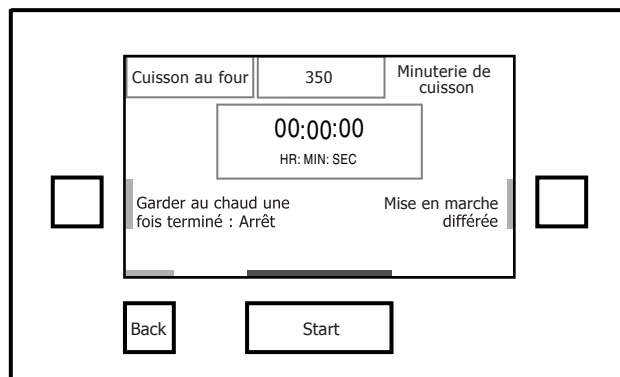 Cuisson au four
350
Minuterie de
cuisson
00:00:00
HR: MIN: SEC
Garder au chaud une
fois terminé : Arrêt
Mise en marche
différée
Back
Start